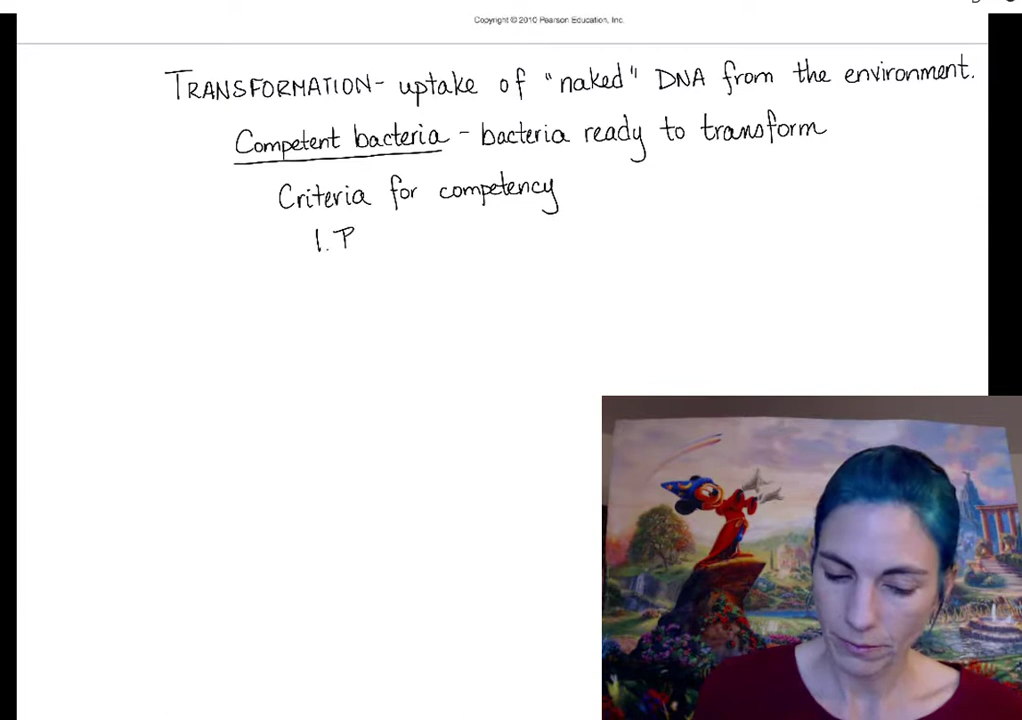 Copyright © 2010 Pearson Education, Inc.
TRANSFORMATION - uptake of "naked" DNA from the environment.
Competent bacteria - bacteria ready to transform
Criteria for competency
1. P